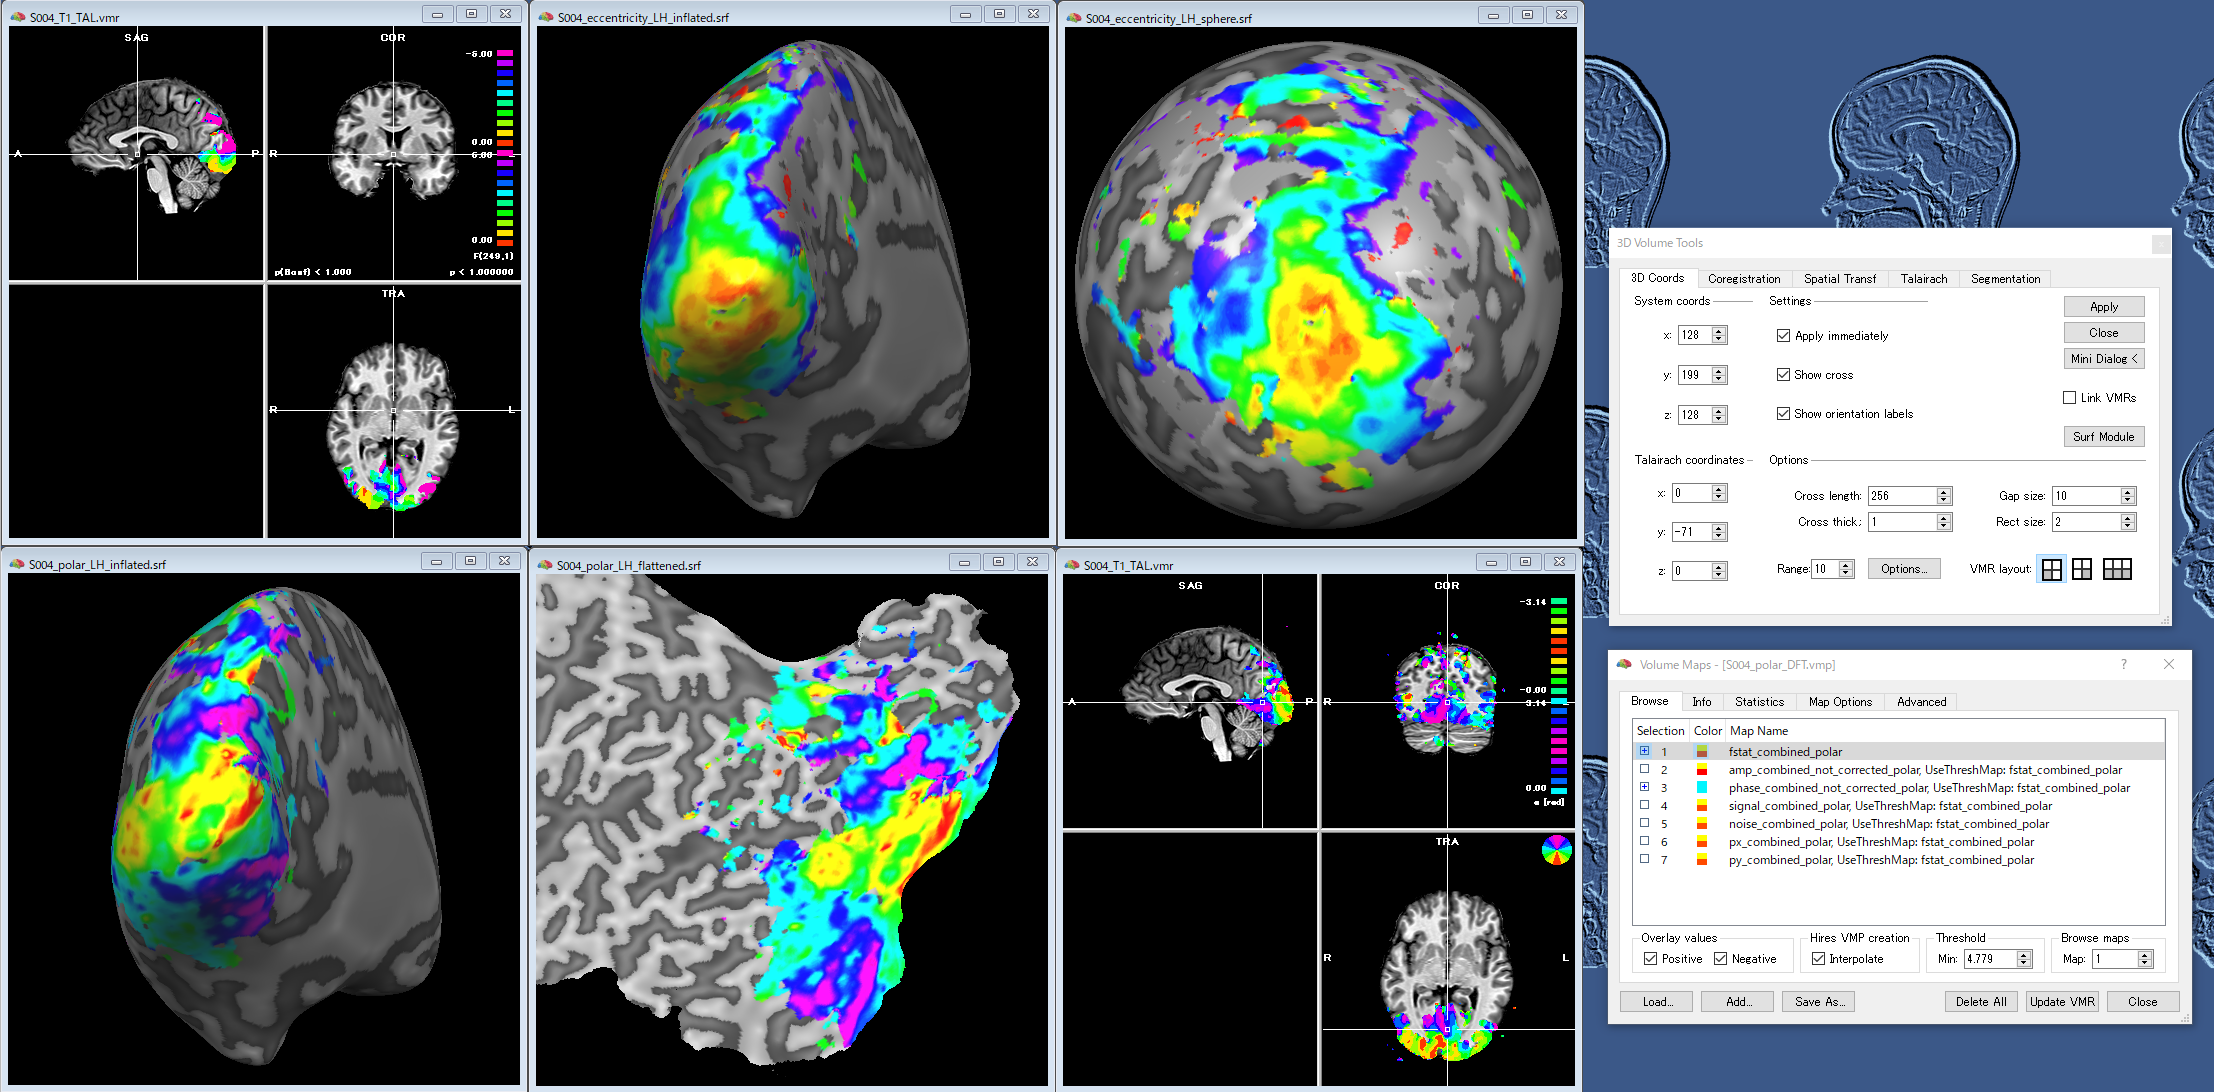 S004_T1_TAL.vmr
SAG
COR
-5.00
0.00
5.00
0.00
F(249,1)
p(Bonf) < 1.000
p < 1.000000
A
P
R
L
TRA
R
L
S004_eccentricity_LH_inflated.srf
S004_eccentricity_LH_sphere.srf
S004_polar_LH_inflated.srf
S004_polar_LH_flattened.srf
S004_T1_TAL.vmr
SAG
COR
-3.14
-0.00
3.14
0.00
α [rad]
A
P
R
TRA
R
L
3D Volume Tools
3D Coords
Coregistration
Spatial Transf
Talairach
Segmentation
System coords
Settings
Apply
x: 128
Apply immediately
Close
Mini Dialog <
y: 199
Show cross
Link VMRs
z: 128
Show orientation labels
Surf Module
Talairach coordinates
Options
x: 0
Cross length: 256
Gap size: 10
Cross thick.: 1
Rect size: 2
y: -71
z: 0
Range: 10
Options...
VMR layout:
Volume Maps - [S004_polar_DFT.vmp]
?
Browse
Info
Statistics
Map Options
Advanced
Selection Color Map Name
1 fstat_combined_polar
2 amp_combined_not_corrected_polar, UseThreshMap: fstat_combined_polar
3 phase_combined_not_corrected_polar, UseThreshMap: fstat_combined_polar
4 signal_combined_polar, UseThreshMap: fstat_combined_polar
5 noise_combined_polar, UseThreshMap: fstat_combined_polar
6 px_combined_polar, UseThreshMap: fstat_combined_polar
7 py_combined_polar, UseThreshMap: fstat_combined_polar
Overlay values
Hires VMP creation
Threshold
Browse maps
Positive
Negative
Interpolate
Min: 4.779
Map: 1
Load...
Add...
Save As...
Delete All
Update VMR
Close